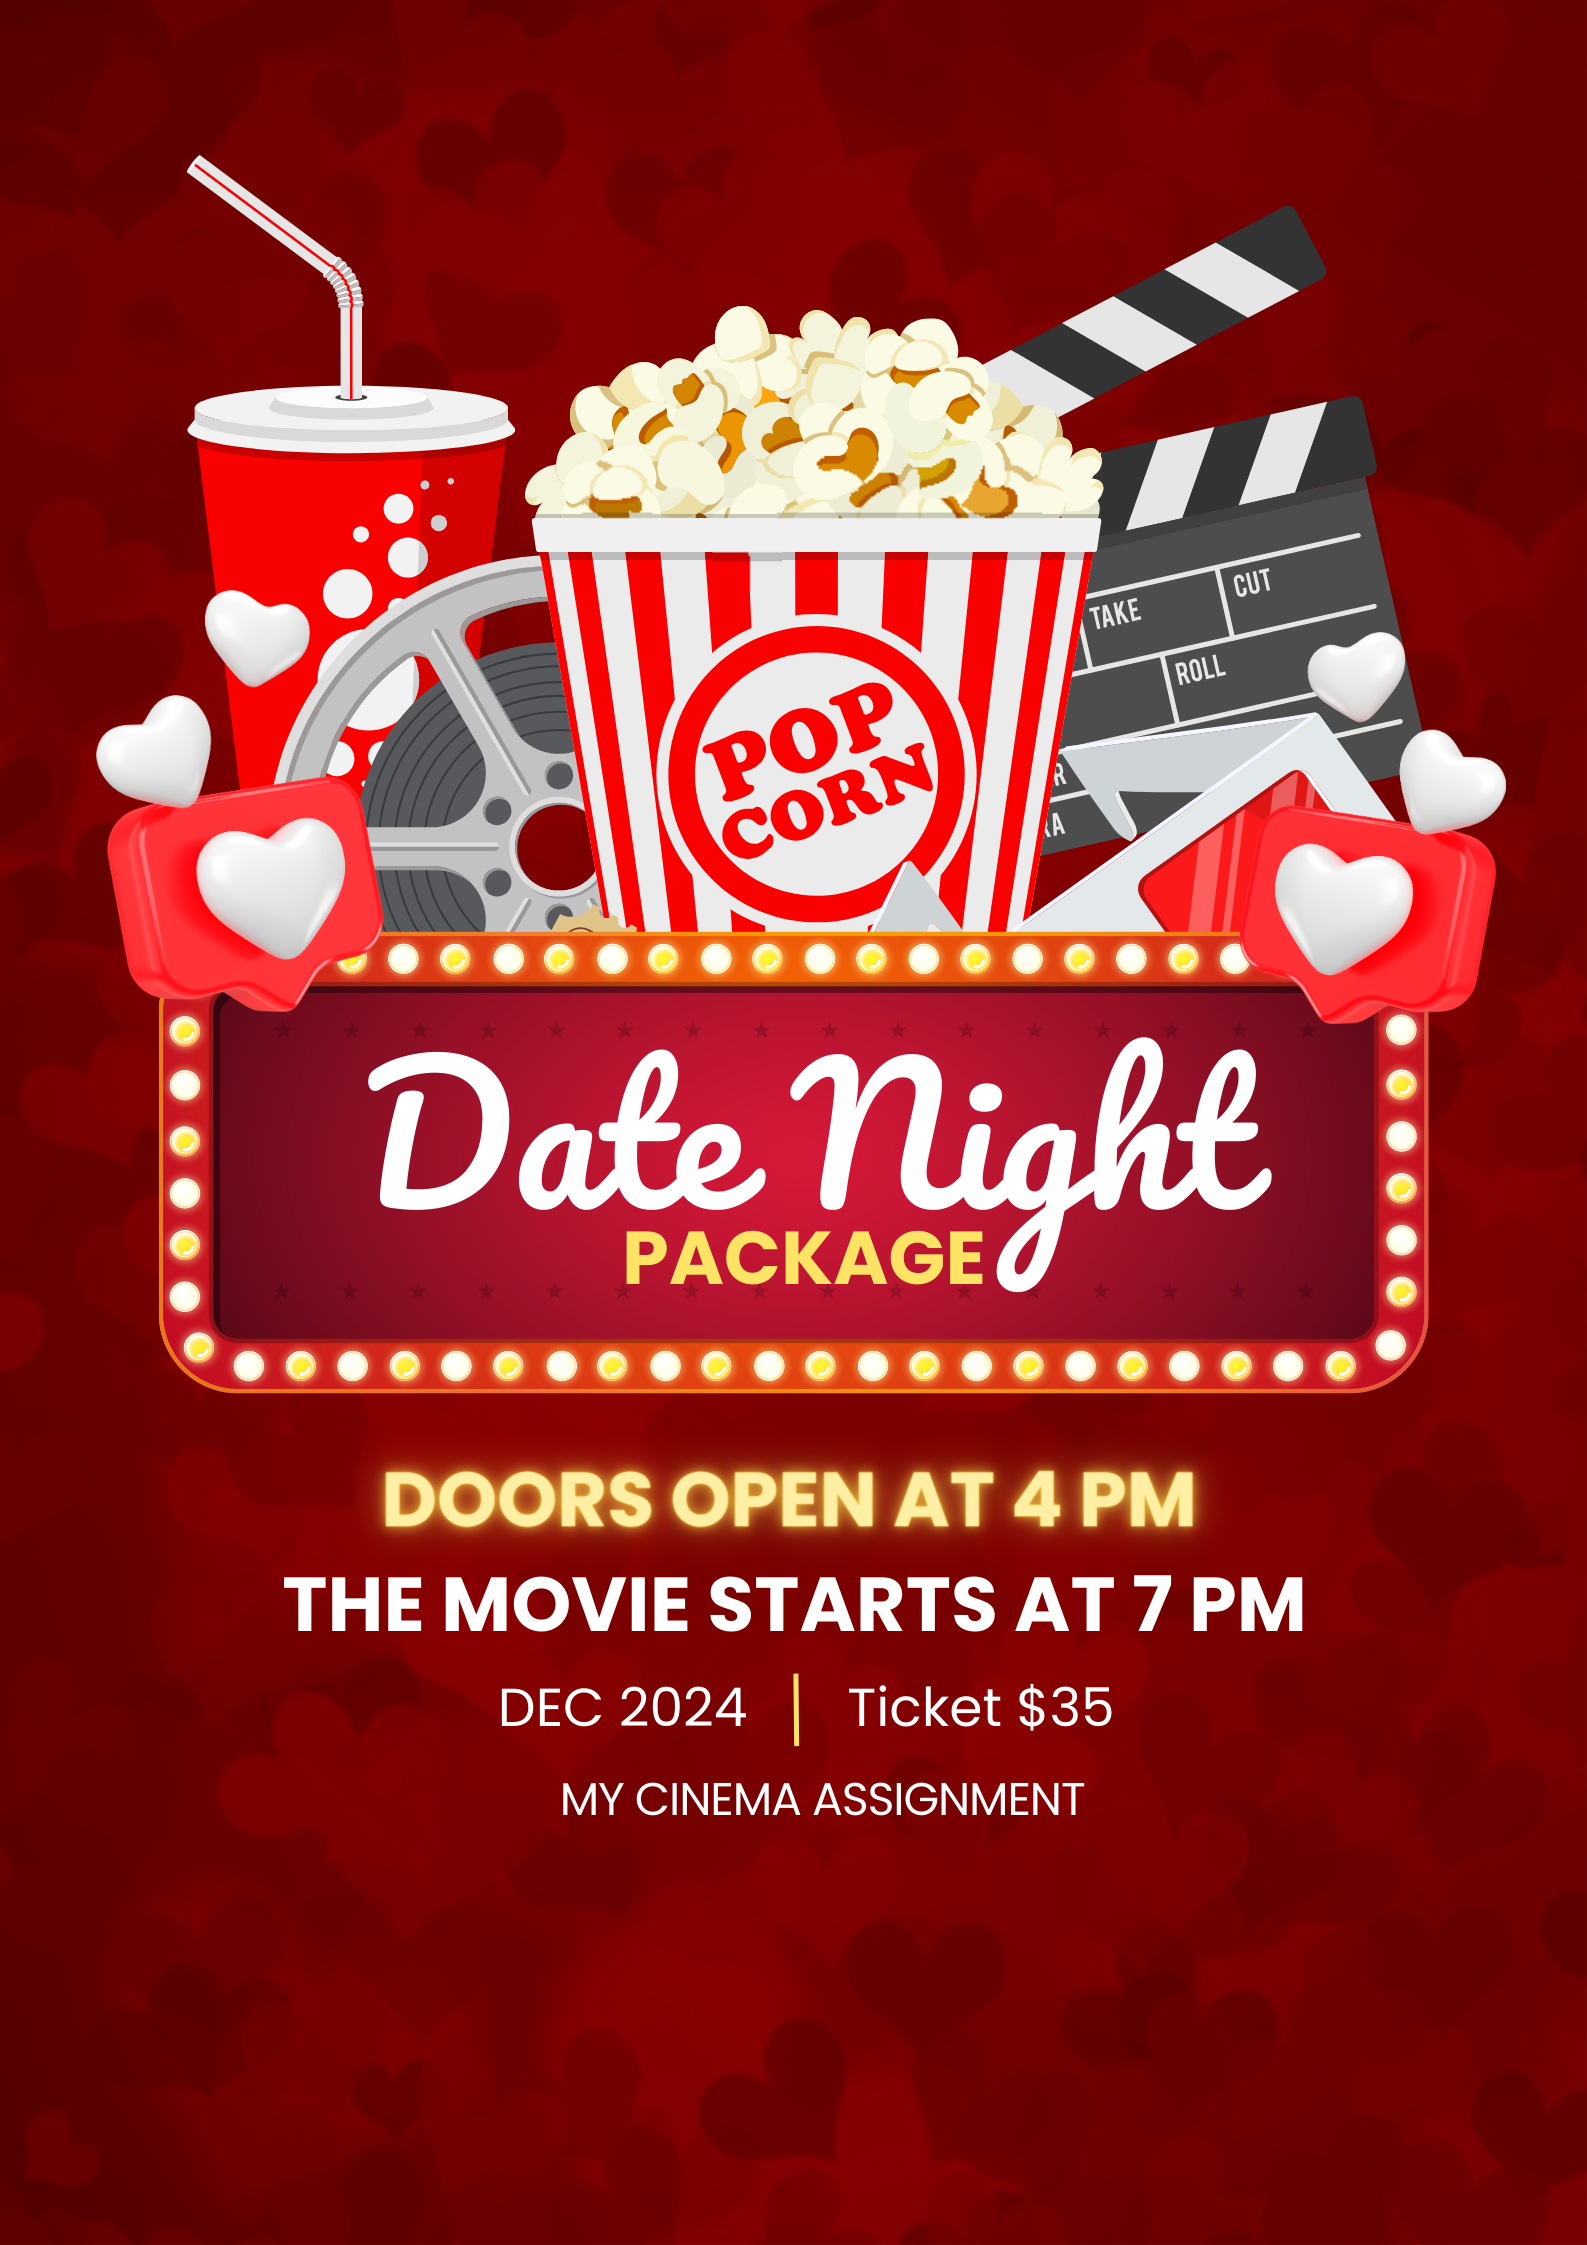 TAKE
CUT
ROLL
POP
CORN
Date Night
PACKAGE
DOORS OPEN AT 4 PM
THE MOVIE STARTS AT 7 PM
DEC 2024 | Ticket $35
MY CINEMA ASSIGNMENT